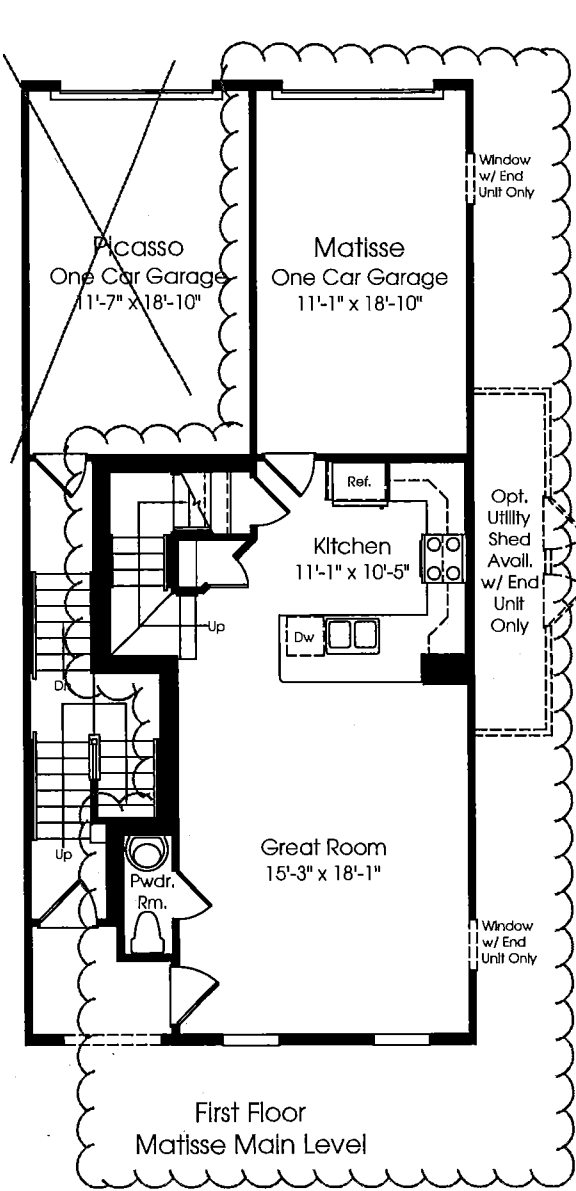 Window
w/ End
Unit Only
Picasso
One Car Garage
11'-7" x 18'-10"
Matisse
One Car Garage
11'-1" x 18'-10"
Ref.
Opt.
Utility
Shed
Avail.
w/ End
Unit
Only
Kitchen
11'-1" x 10'-5"
Up
Dw
Dn
Up
Great Room
15'-3" x 18'-1"
Pwdr.
Rm.
Window
w/ End
Unit Only
First Floor
Matisse Main Level